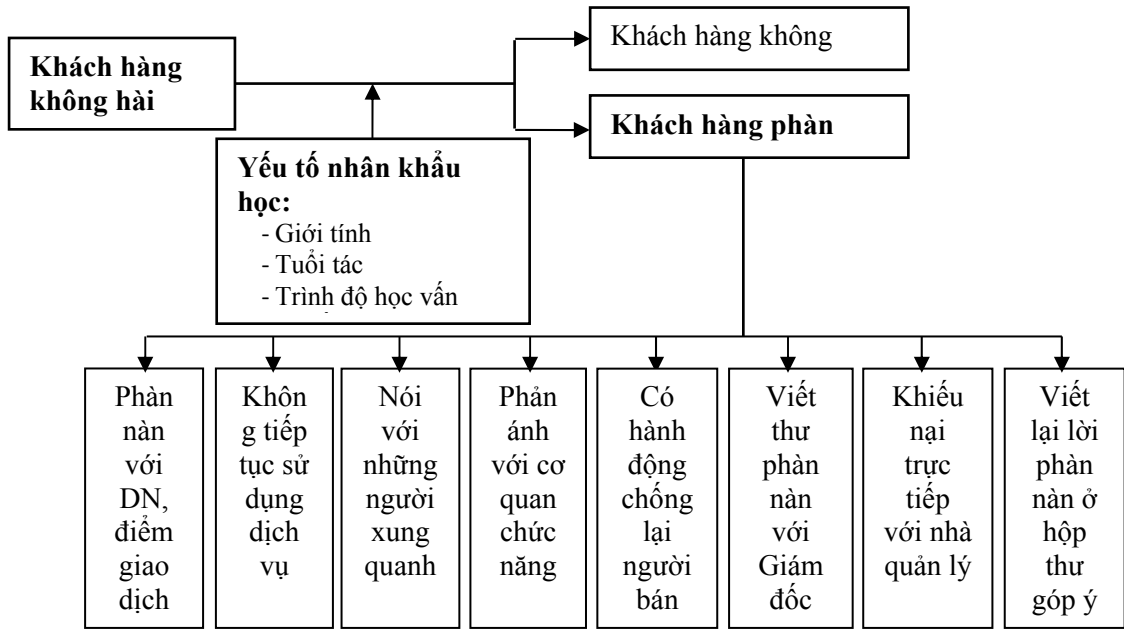 Khách hàng
không hài
Khách hàng không
Khách hàng phàn
Yếu tố nhân khẩu
học:
- Giới tính
- Tuổi tác
- Trình độ học vấn
Phàn
nàn
với
DN,
điểm
giao
dịch
Khôn
g tiếp
tục sử
dụng
dịch
vụ
Nói
với
những
người
xung
quanh
Phản
ánh
với cơ
quan
chức
năng
Có
hành
động
chống
lại
người
bán
Viết
thư
phàn
nàn
với
Giám
đốc
Khiếu
nại
trực
tiếp
với nhà
quản lý
Viết
lại lời
phàn
nàn ở
hộp
thư
góp ý